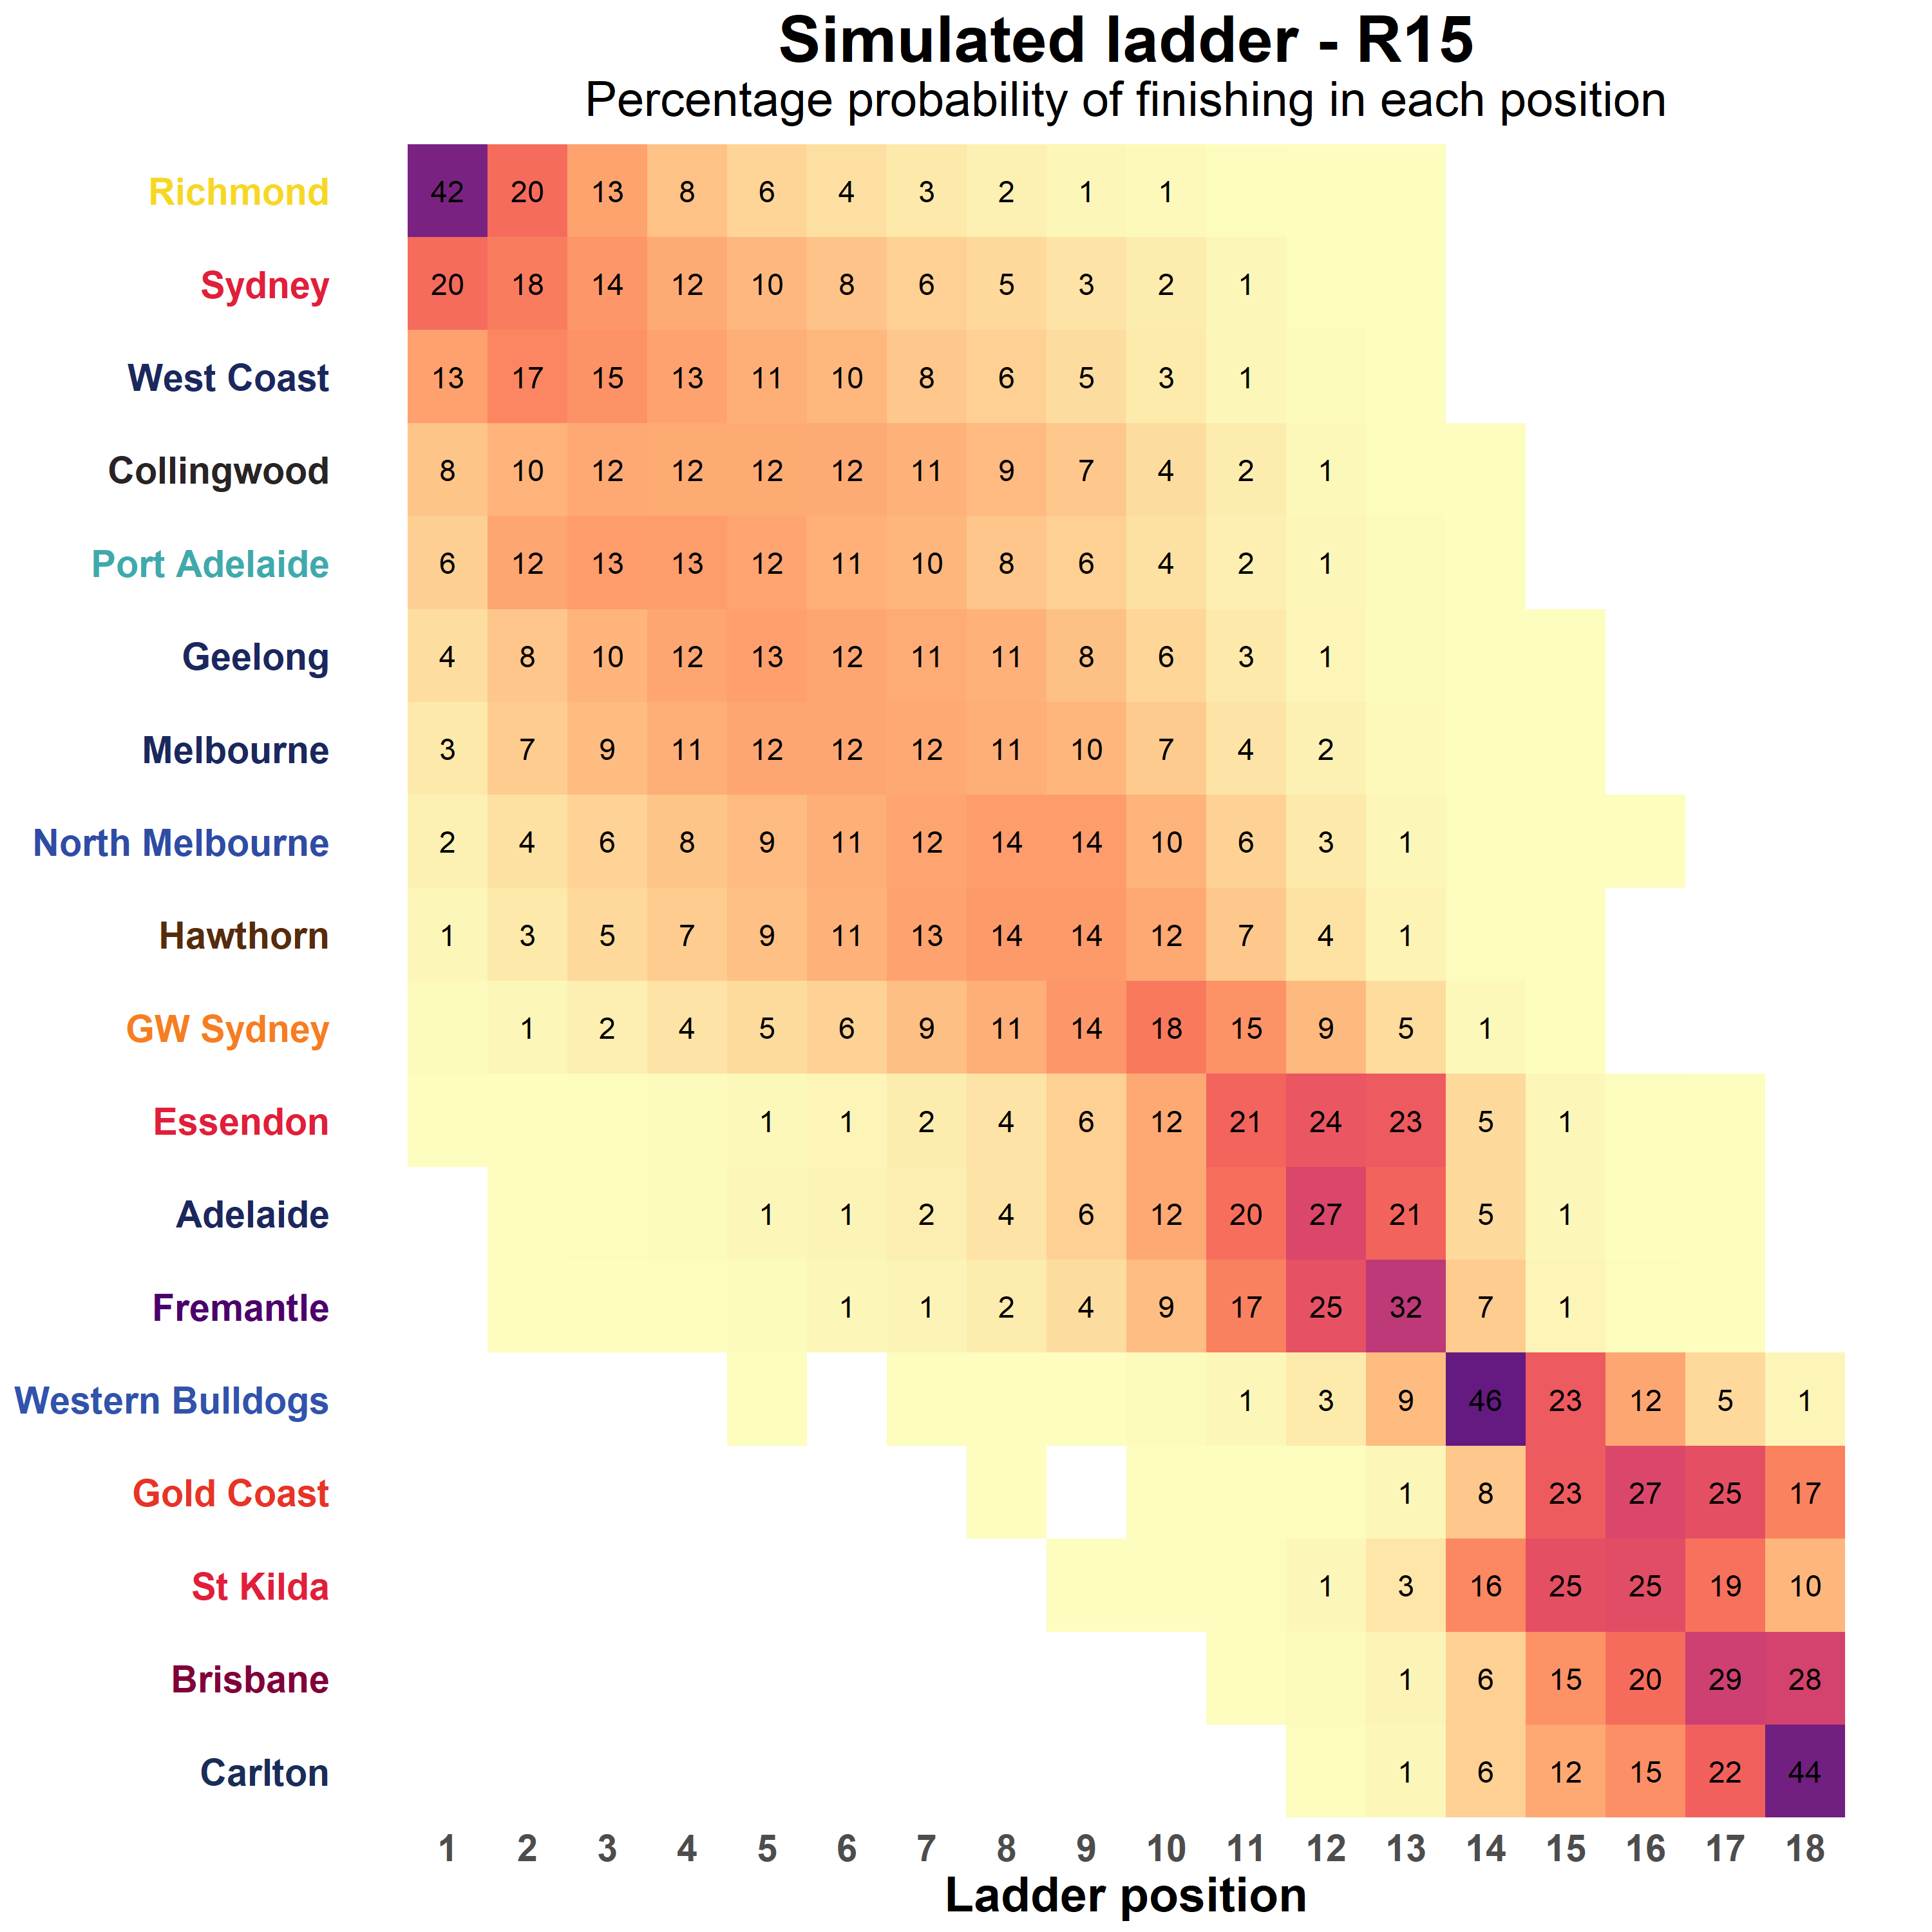 Simulated ladder - R15
Percentage probability of finishing in each position
Richmond 42 20 13 8 6 4 3 2 1 1
Sydney 20 18 14 12 10 8 6 5 3 2 1
West Coast 13 17 15 13 11 10 8 6 5 3 1
Collingwood 8 10 12 12 12 12 11 9 7 4 2 1
Port Adelaide 6 12 13 13 12 11 10 8 6 4 2 1
Geelong 4 8 10 12 13 12 11 11 8 6 3 1
Melbourne 3 7 9 11 12 12 12 11 10 7 4 2
North Melbourne 2 4 6 8 9 11 12 14 14 10 6 3 1
Hawthorn 1 3 5 7 9 11 13 14 14 12 7 4 1
GW Sydney 1 2 4 5 6 9 11 14 18 15 9 5 1
Essendon 1 1 2 4 6 12 21 24 23 5 1
Adelaide 1 1 2 4 6 12 20 27 21 5 1
Fremantle 1 1 2 4 9 17 25 32 7 1
Western Bulldogs 1 3 9 46 23 12 5 1
Gold Coast 1 8 23 27 25 17
St Kilda 1 3 16 25 25 19 10
Brisbane 1 6 15 20 29 28
Carlton 1 6 12 15 22 44
1 2 3 4 5 6 7 8 9 10 11 12 13 14 15 16 17 18
Ladder position